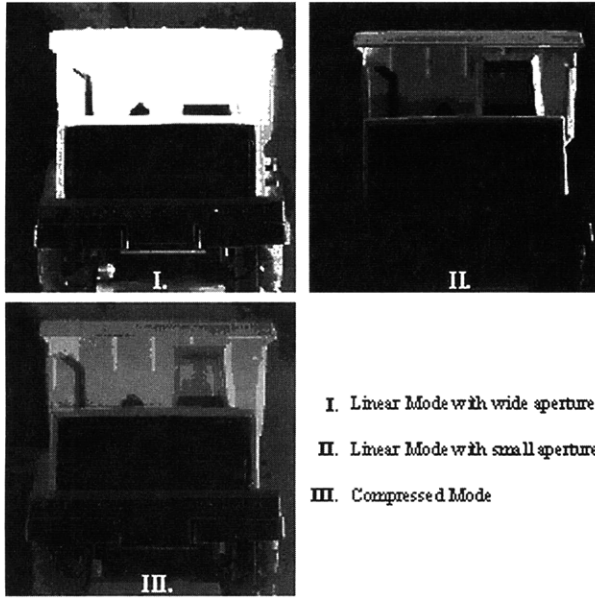 I.
II.
III.
I. Linear Mode with wide aperture
II. Linear Mode with small aperture
III. Compressed Mode